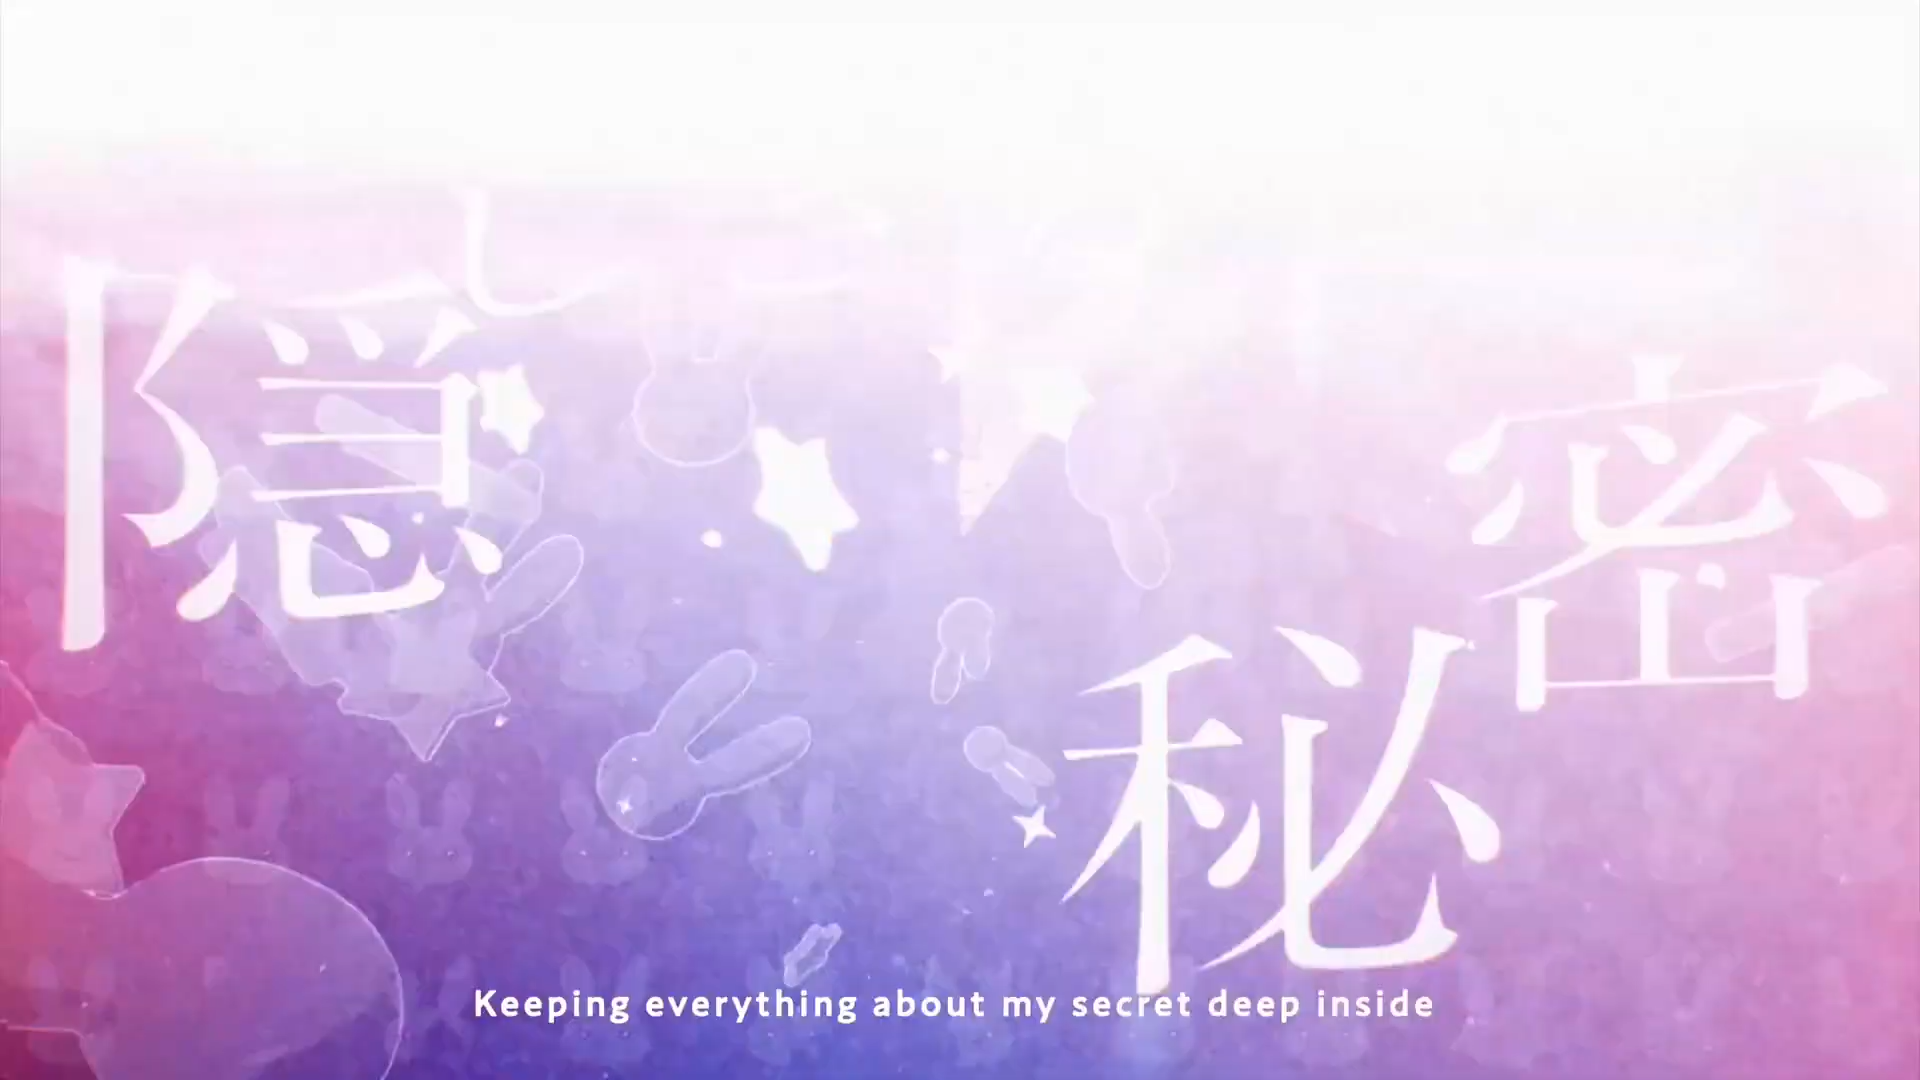 隠し
秘密
Keeping everything about my secret deep inside